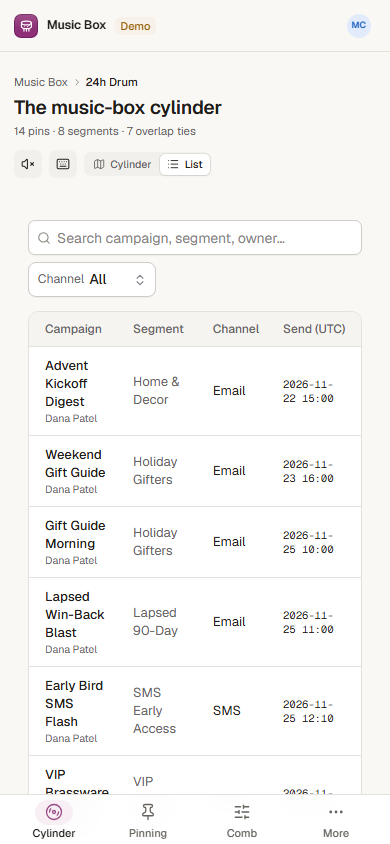 Music Box Demo MC
Music Box > 24h Drum
The music-box cylinder
14 pins · 8 segments · 7 overlap ties
Cylinder List
Search campaign, segment, owner...
Channel All
Campaign Segment Channel Send (UTC)
Advent
Kickoff
Digest
Dana Patel
Home &
Decor
Email
2026-11-
22 15:00
Weekend
Gift Guide
Dana Patel
Holiday
Gifters
Email
2026-11-
23 16:00
Gift Guide
Morning
Dana Patel
Holiday
Gifters
Email
2026-11-
25 10:00
Lapsed
Win-Back
Blast
Dana Patel
Lapsed
90-Day
Email
2026-11-
25 11:00
Early Bird
SMS
Flash
Dana Patel
SMS
Early
Access
SMS
2026-11-
25 12:10
VIP
Brassware
VIP
2026-11-
Cylinder Pinning Comb More